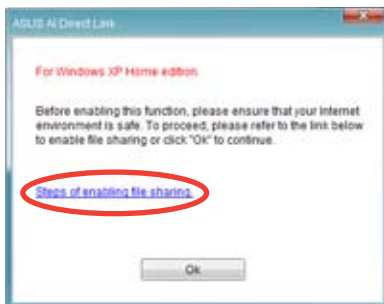 ASUS AI Direct Link
For Windows XP Home edition.
Before enabling this function, please ensure that your Internet
environment is safe. To proceed, please refer to the link below
to enable file sharing or click "Ok" to continue.
Steps of enabling file sharing.
Ok